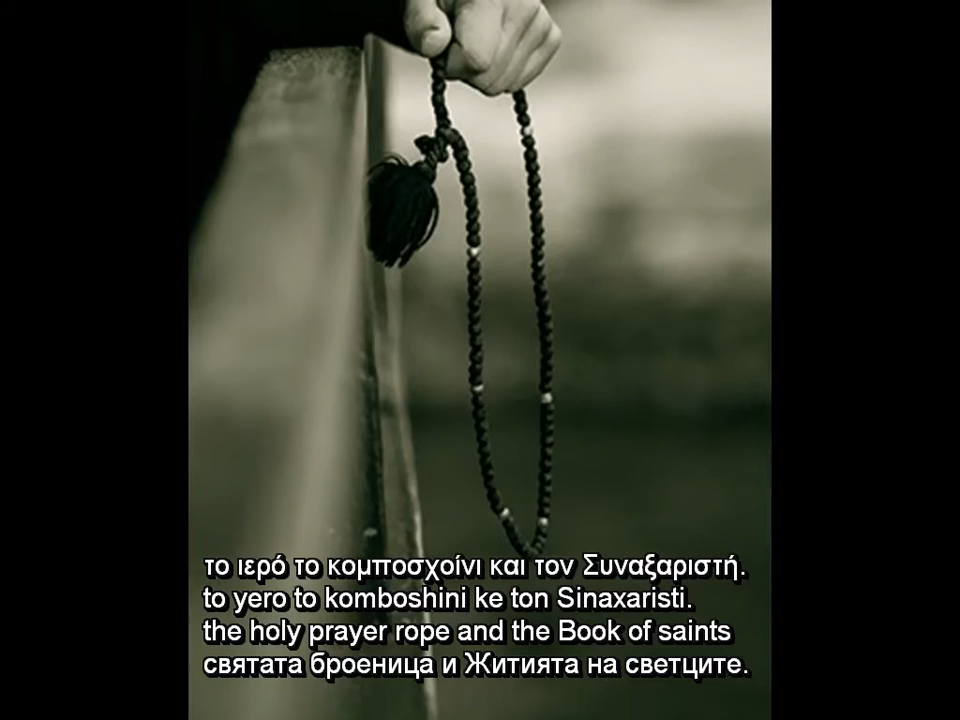 το ιερό το κομποσχοίνι και τον Συναξαριστή.
to yero to komboshini ke ton Sinaxaristi.
the holy prayer rope and the Book of saints
святата броеница и Житията на светците.